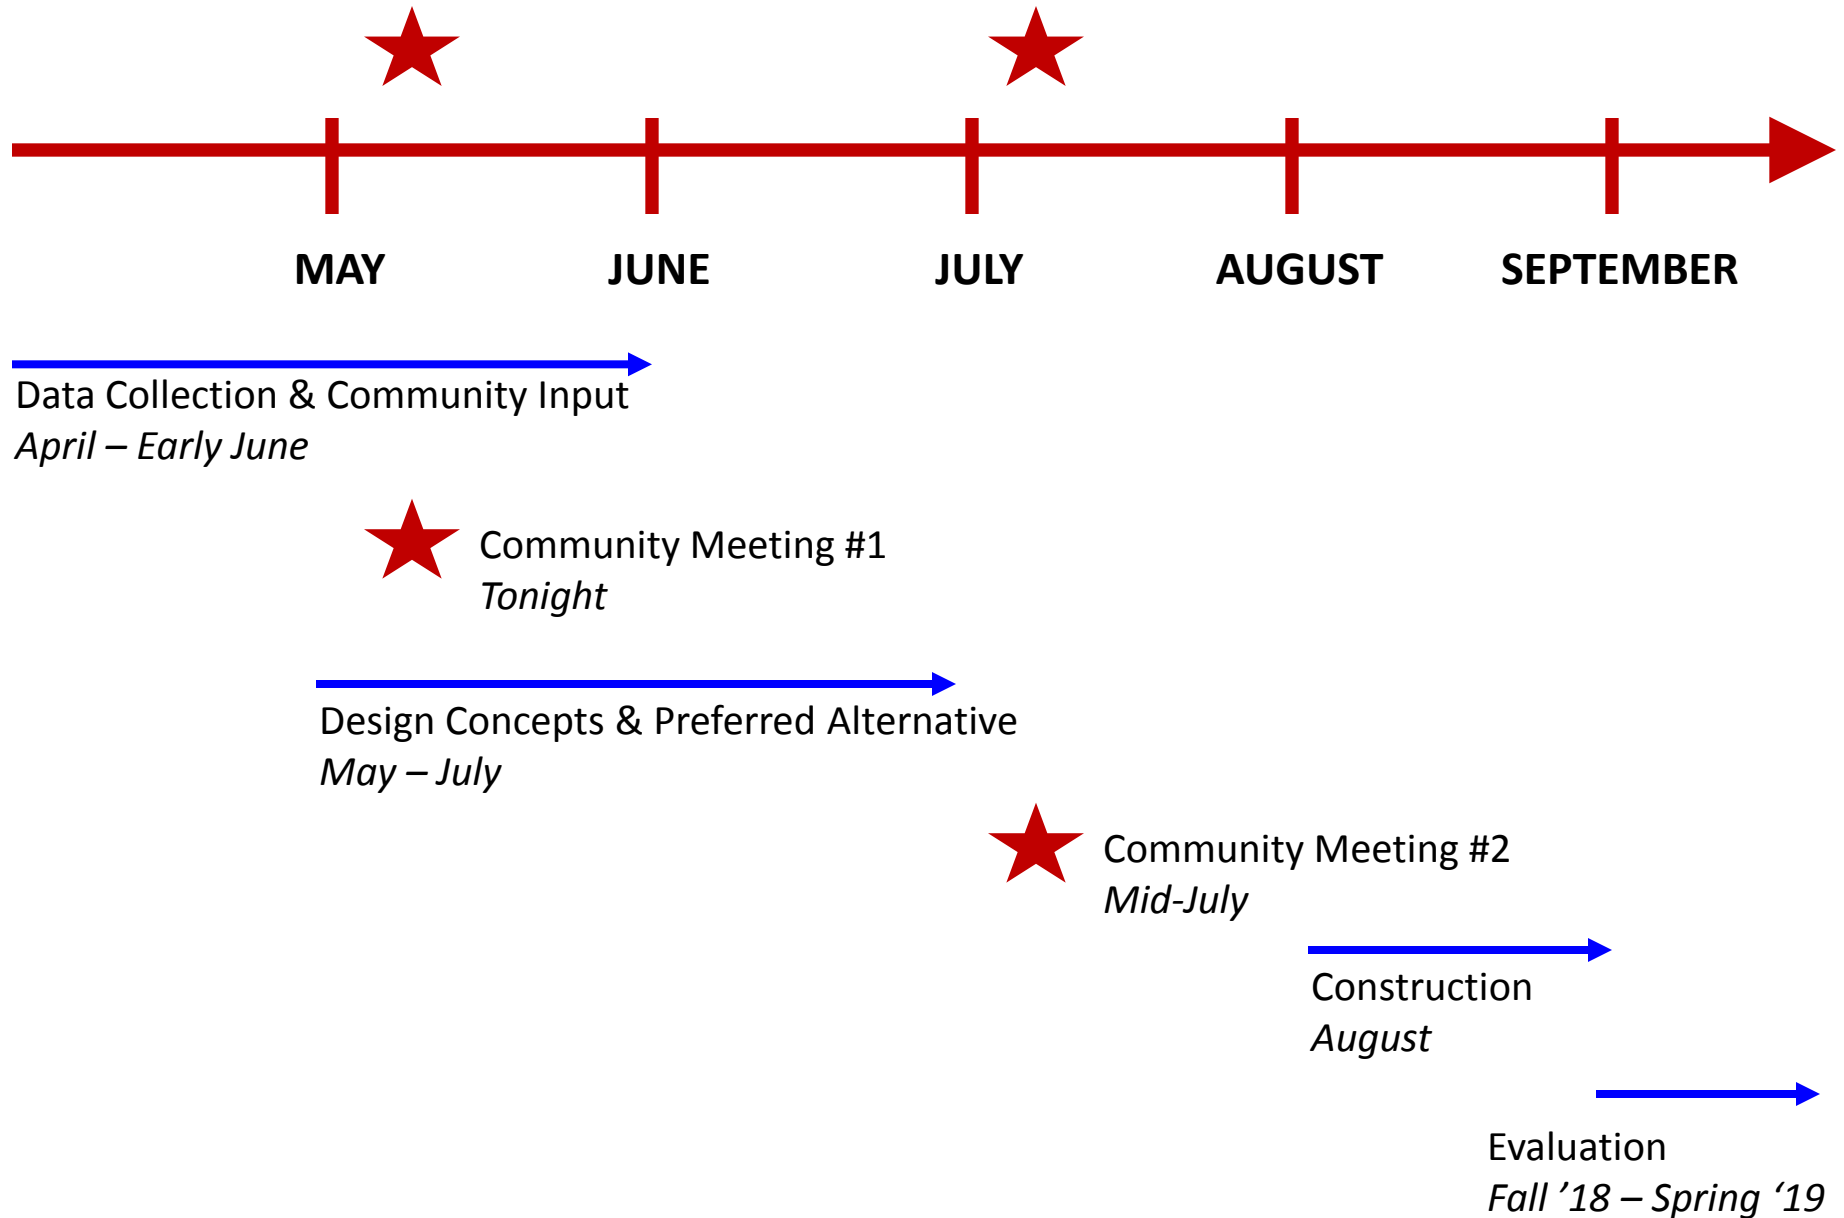 MAY
JUNE
JULY
AUGUST
SEPTEMBER
Data Collection & Community Input
April – Early June
Community Meeting #1
Tonight
Design Concepts & Preferred Alternative
May – July
Community Meeting #2
Mid-July
Construction
August
Evaluation
Fall ’18 – Spring ‘19